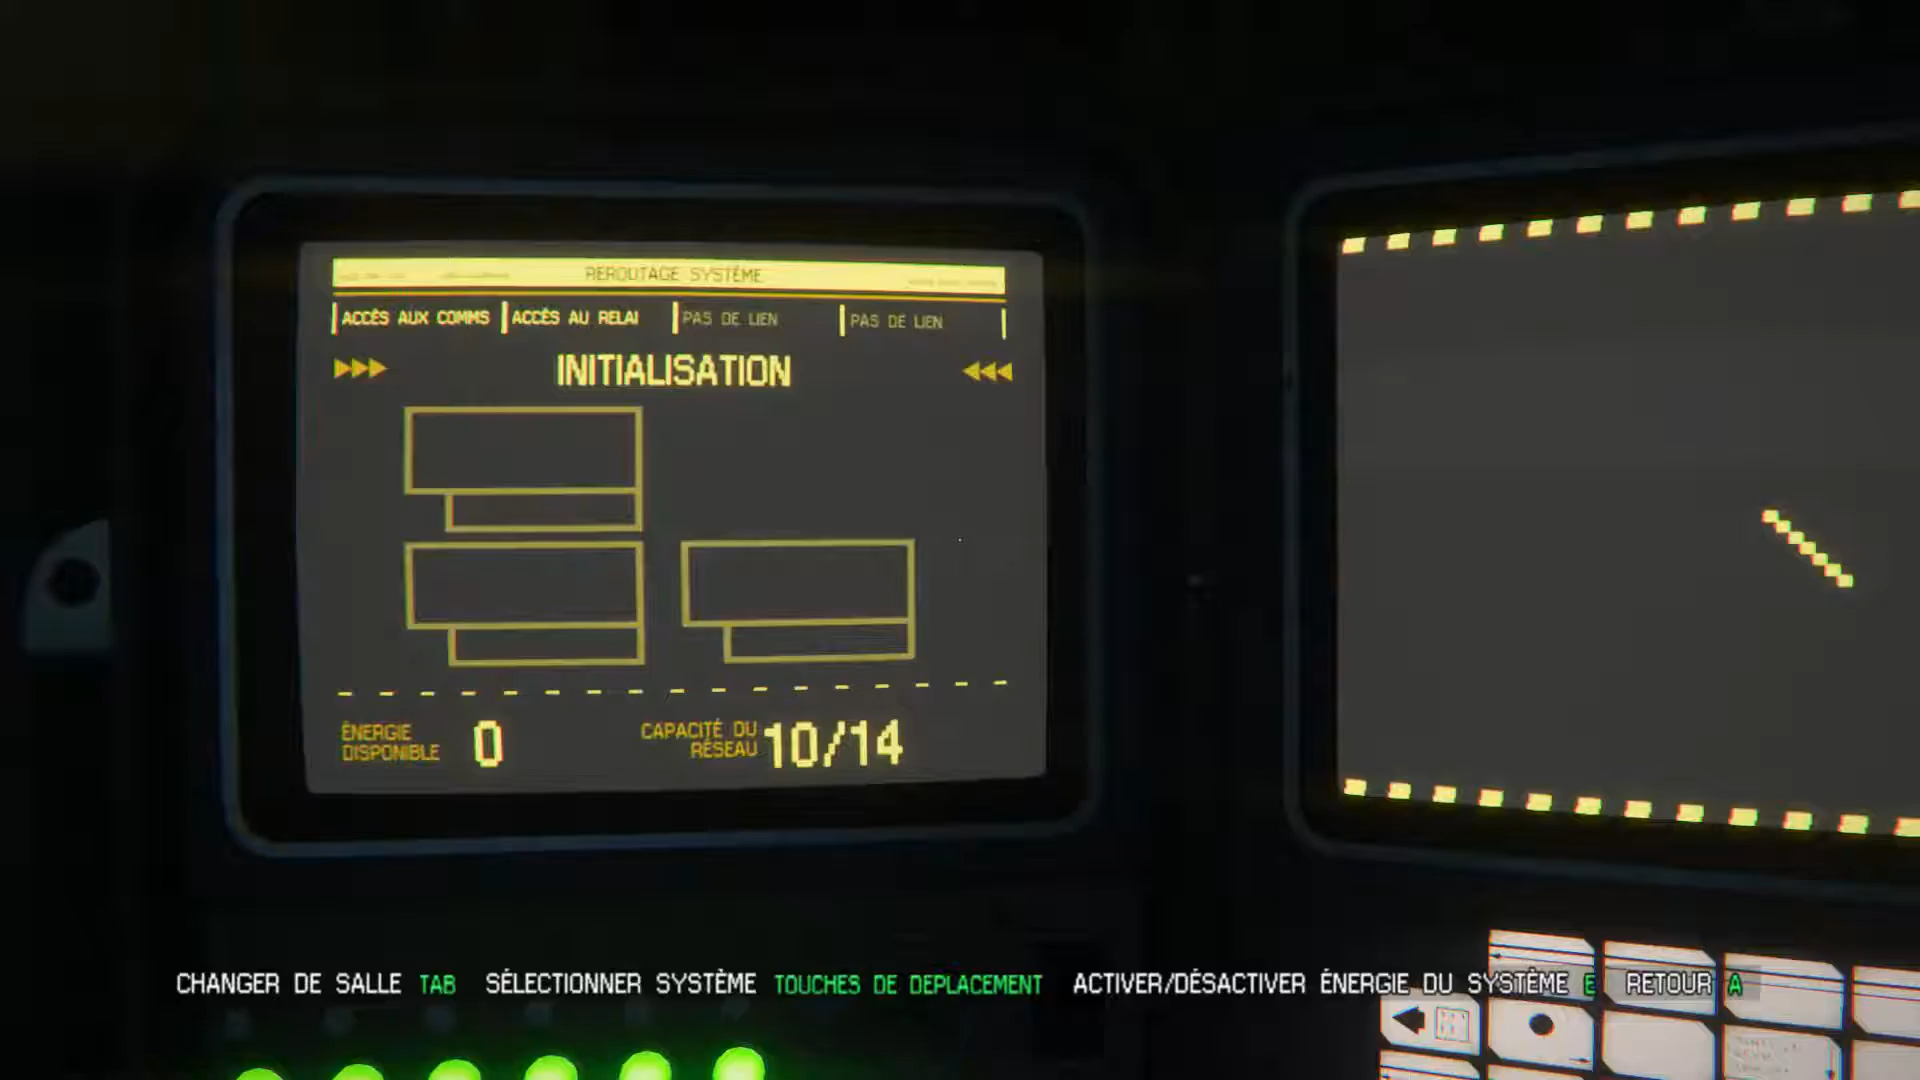 REROUTAGE SYSTÈME
ACCÈS AUX COMMS ACCÈS AU RELAI PAS DE LIEN PAS DE LIEN
INITIALISATION
ÉNERGIE DISPONIBLE 0
CAPACITÉ DU RÉSEAU 10/14
CHANGER DE SALLE TAB SÉLECTIONNER SYSTÈME TOUCHES DE DEPLACEMENT ACTIVER/DÉSACTIVER ÉNERGIE DU SYSTÈME E RETOUR A